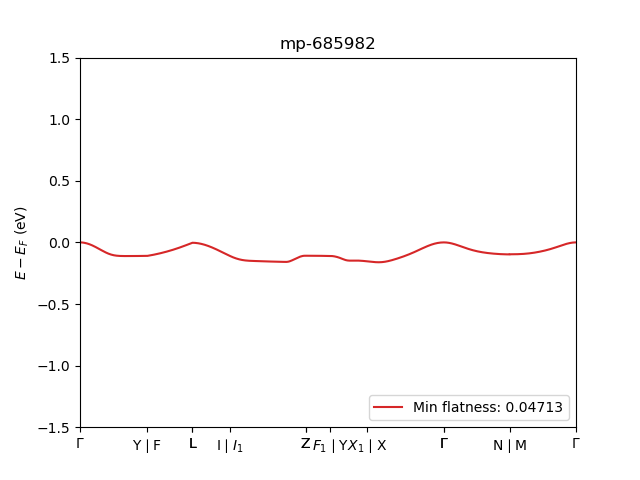 mp-685982
E − E_F (eV)
1.5
1.0
0.5
0.0
−0.5
−1.0
−1.5
Min flatness: 0.04713
Γ Y | F L I | I₁ Z F₁ | Y X₁ | X Γ N | M Γ